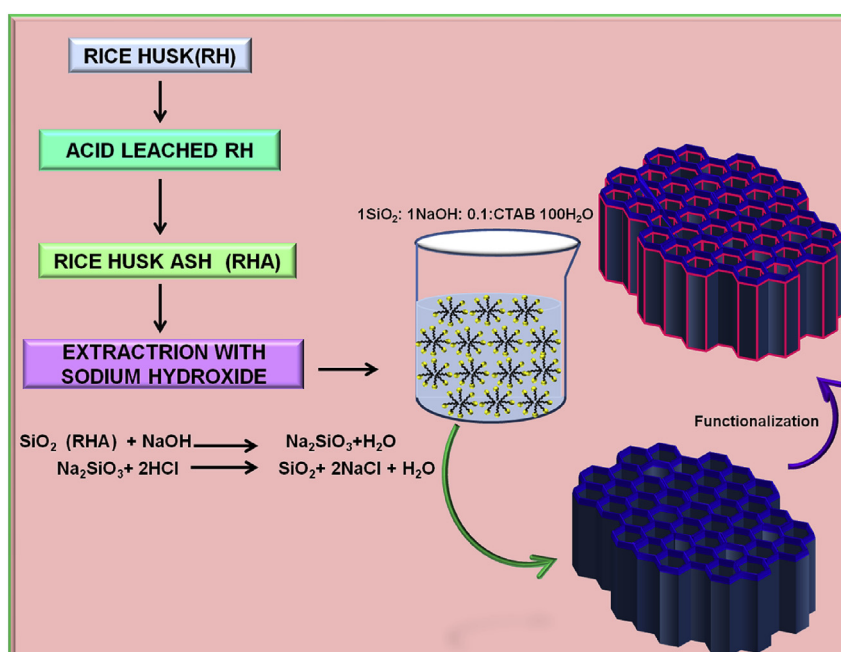 RICE HUSK(RH)
ACID LEACHED RH
RICE HUSK ASH (RHA)
EXTRACTRION WITH
SODIUM HYDROXIDE
SiO₂ (RHA) + NaOH → Na₂SiO₃+H₂O
Na₂SiO₃+ 2HCl → SiO₂+ 2NaCl + H₂O
1SiO₂: 1NaOH: 0.1:CTAB 100H₂O
Functionalization